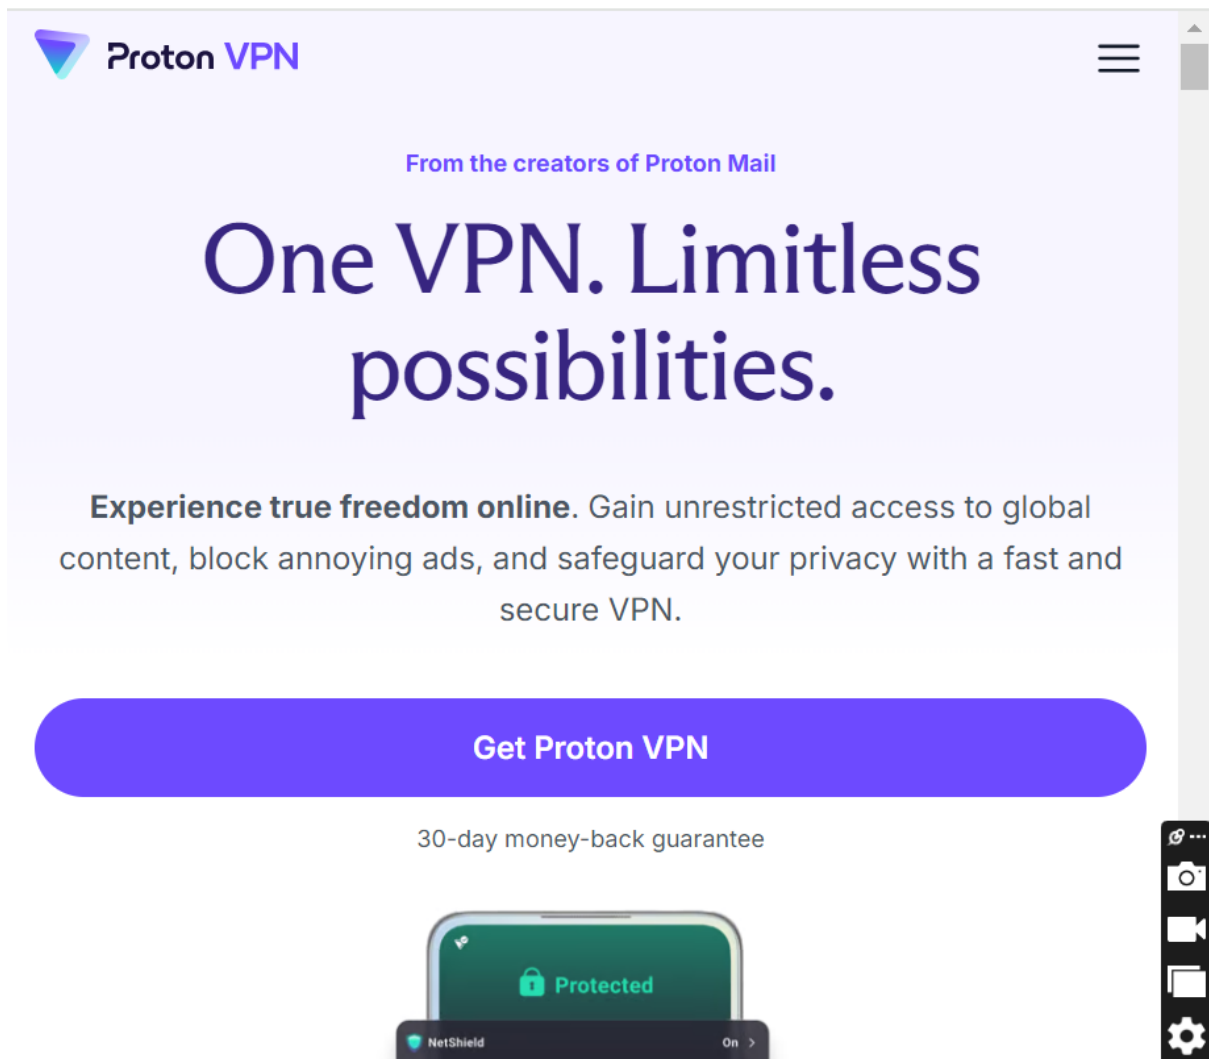 Proton VPN
From the creators of Proton Mail
One VPN. Limitless
possibilities.
Experience true freedom online. Gain unrestricted access to global
content, block annoying ads, and safeguard your privacy with a fast and
secure VPN.
Get Proton VPN
30-day money-back guarantee
Protected
NetShield On